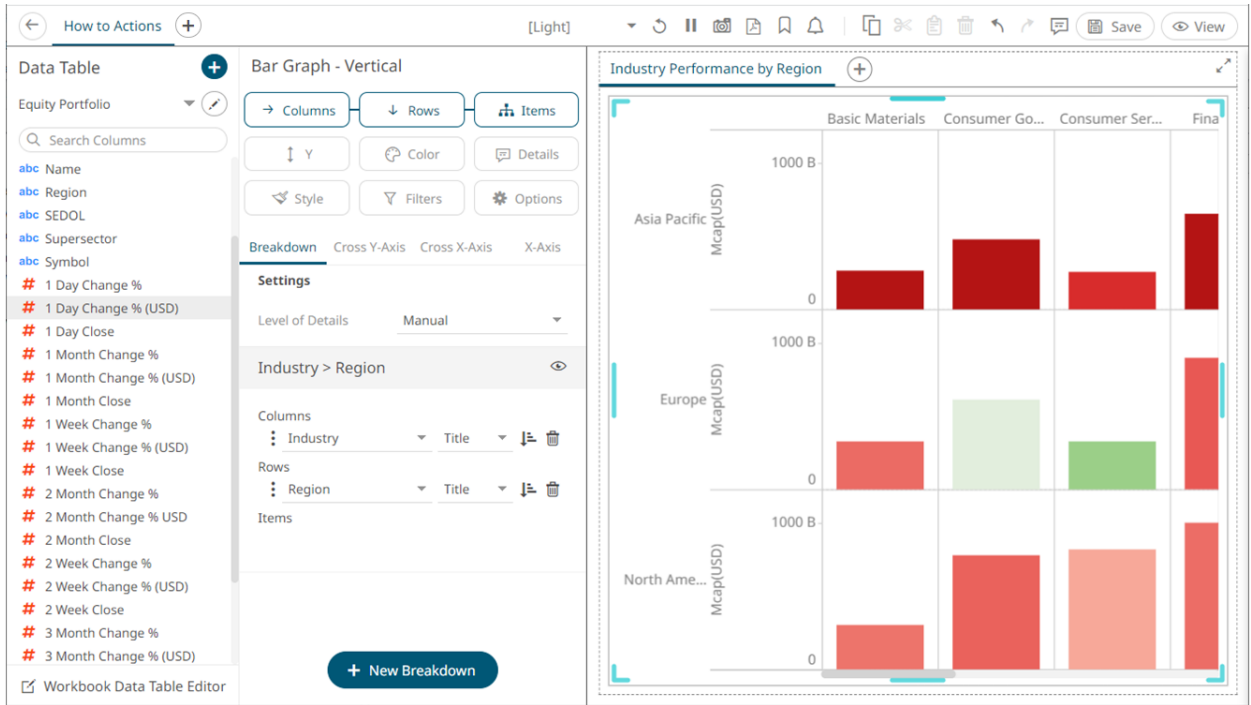 How to Actions
[Light]
Save
View
Data Table
Equity Portfolio
Search Columns
abc Name
abc Region
abc SEDOL
abc Supersector
abc Symbol
# 1 Day Change %
# 1 Day Change % (USD)
# 1 Day Close
# 1 Month Change %
# 1 Month Change % (USD)
# 1 Month Close
# 1 Week Change %
# 1 Week Change % (USD)
# 1 Week Close
# 2 Month Change %
# 2 Month Change % USD
# 2 Month Close
# 2 Week Change %
# 2 Week Change % (USD)
# 2 Week Close
# 3 Month Change %
# 3 Month Change % (USD)
Workbook Data Table Editor
Bar Graph - Vertical
Columns
Rows
Items
Y
Color
Details
Style
Filters
Options
Breakdown
Cross Y-Axis
Cross X-Axis
X-Axis
Settings
Level of Details
Manual
Industry > Region
Columns
Industry
Title
Rows
Region
Title
Items
+ New Breakdown
Industry Performance by Region
Basic Materials
Consumer Go...
Consumer Ser...
Fina
Asia Pacific
Mcap(USD)
1000 B
0
Europe
Mcap(USD)
1000 B
0
North Ame...
Mcap(USD)
1000 B
0